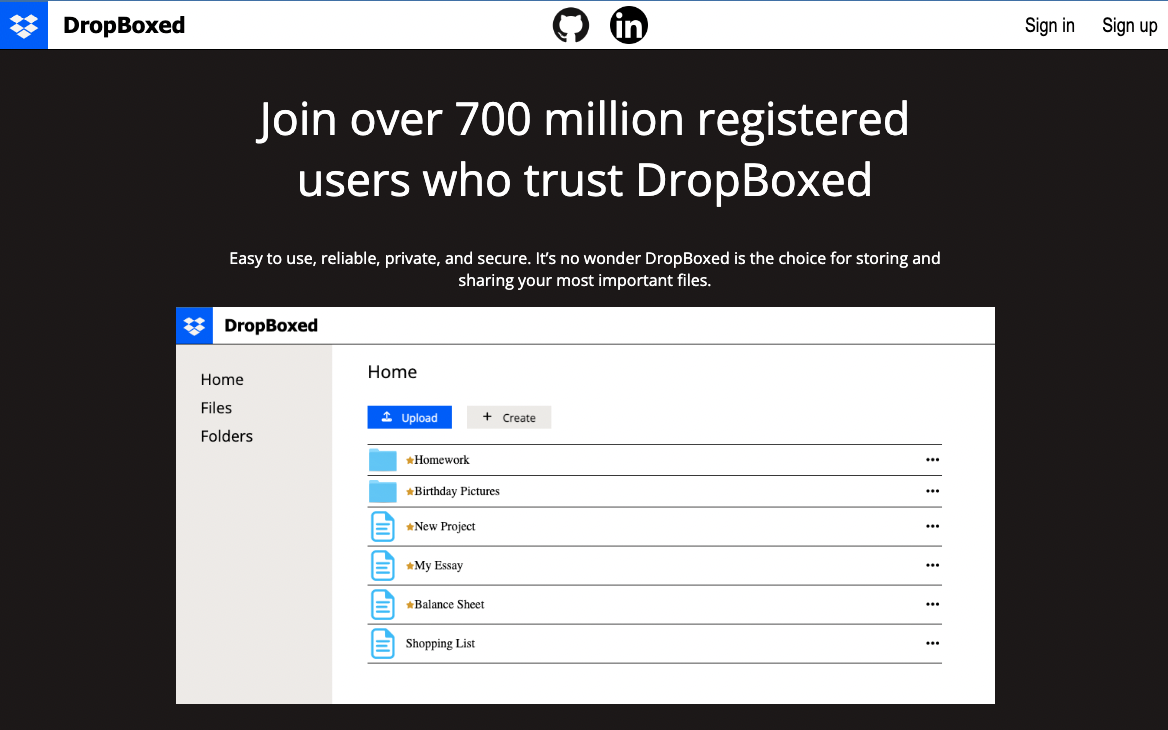 DropBoxed
in
Sign in
Sign up
Join over 700 million registered
users who trust DropBoxed
Easy to use, reliable, private, and secure. It’s no wonder DropBoxed is the choice for storing and
sharing your most important files.
DropBoxed
Home
Files
Folders
Home
Upload
+ Create
Homework
Birthday Pictures
New Project
My Essay
Balance Sheet
Shopping List